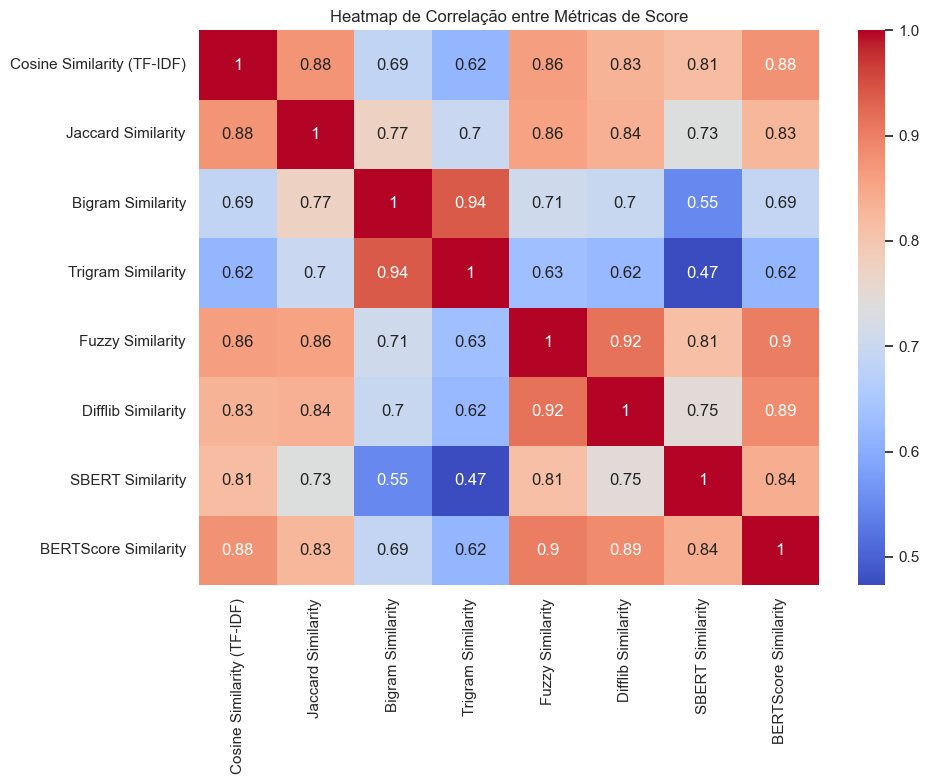 Heatmap de Correlação entre Métricas de Score
Cosine Similarity (TF-IDF) 1 0.88 0.69 0.62 0.86 0.83 0.81 0.88
Jaccard Similarity 0.88 1 0.77 0.7 0.86 0.84 0.73 0.83
Bigram Similarity 0.69 0.77 1 0.94 0.71 0.7 0.55 0.69
Trigram Similarity 0.62 0.7 0.94 1 0.63 0.62 0.47 0.62
Fuzzy Similarity 0.86 0.86 0.71 0.63 1 0.92 0.81 0.9
Difflib Similarity 0.83 0.84 0.7 0.62 0.92 1 0.75 0.89
SBERT Similarity 0.81 0.73 0.55 0.47 0.81 0.75 1 0.84
BERTScore Similarity 0.88 0.83 0.69 0.62 0.9 0.89 0.84 1
Cosine Similarity (TF-IDF)
Jaccard Similarity
Bigram Similarity
Trigram Similarity
Fuzzy Similarity
Difflib Similarity
SBERT Similarity
BERTScore Similarity
1.0
0.9
0.8
0.7
0.6
0.5